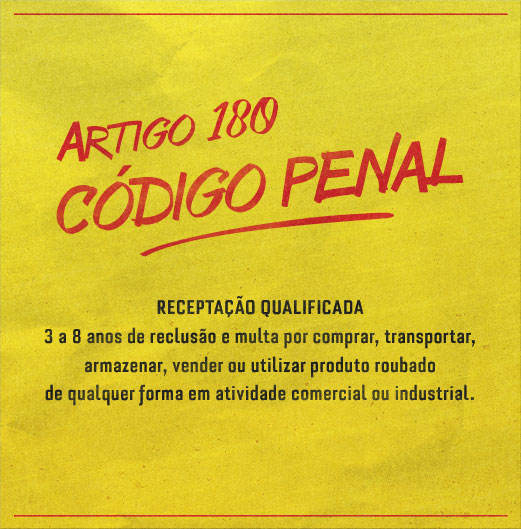 ARTIGO 180
CÓDIGO PENAL
RECEPTAÇÃO QUALIFICADA
3 a 8 anos de reclusão e multa por comprar, transportar,
armazenar, vender ou utilizar produto roubado
de qualquer forma em atividade comercial ou industrial.